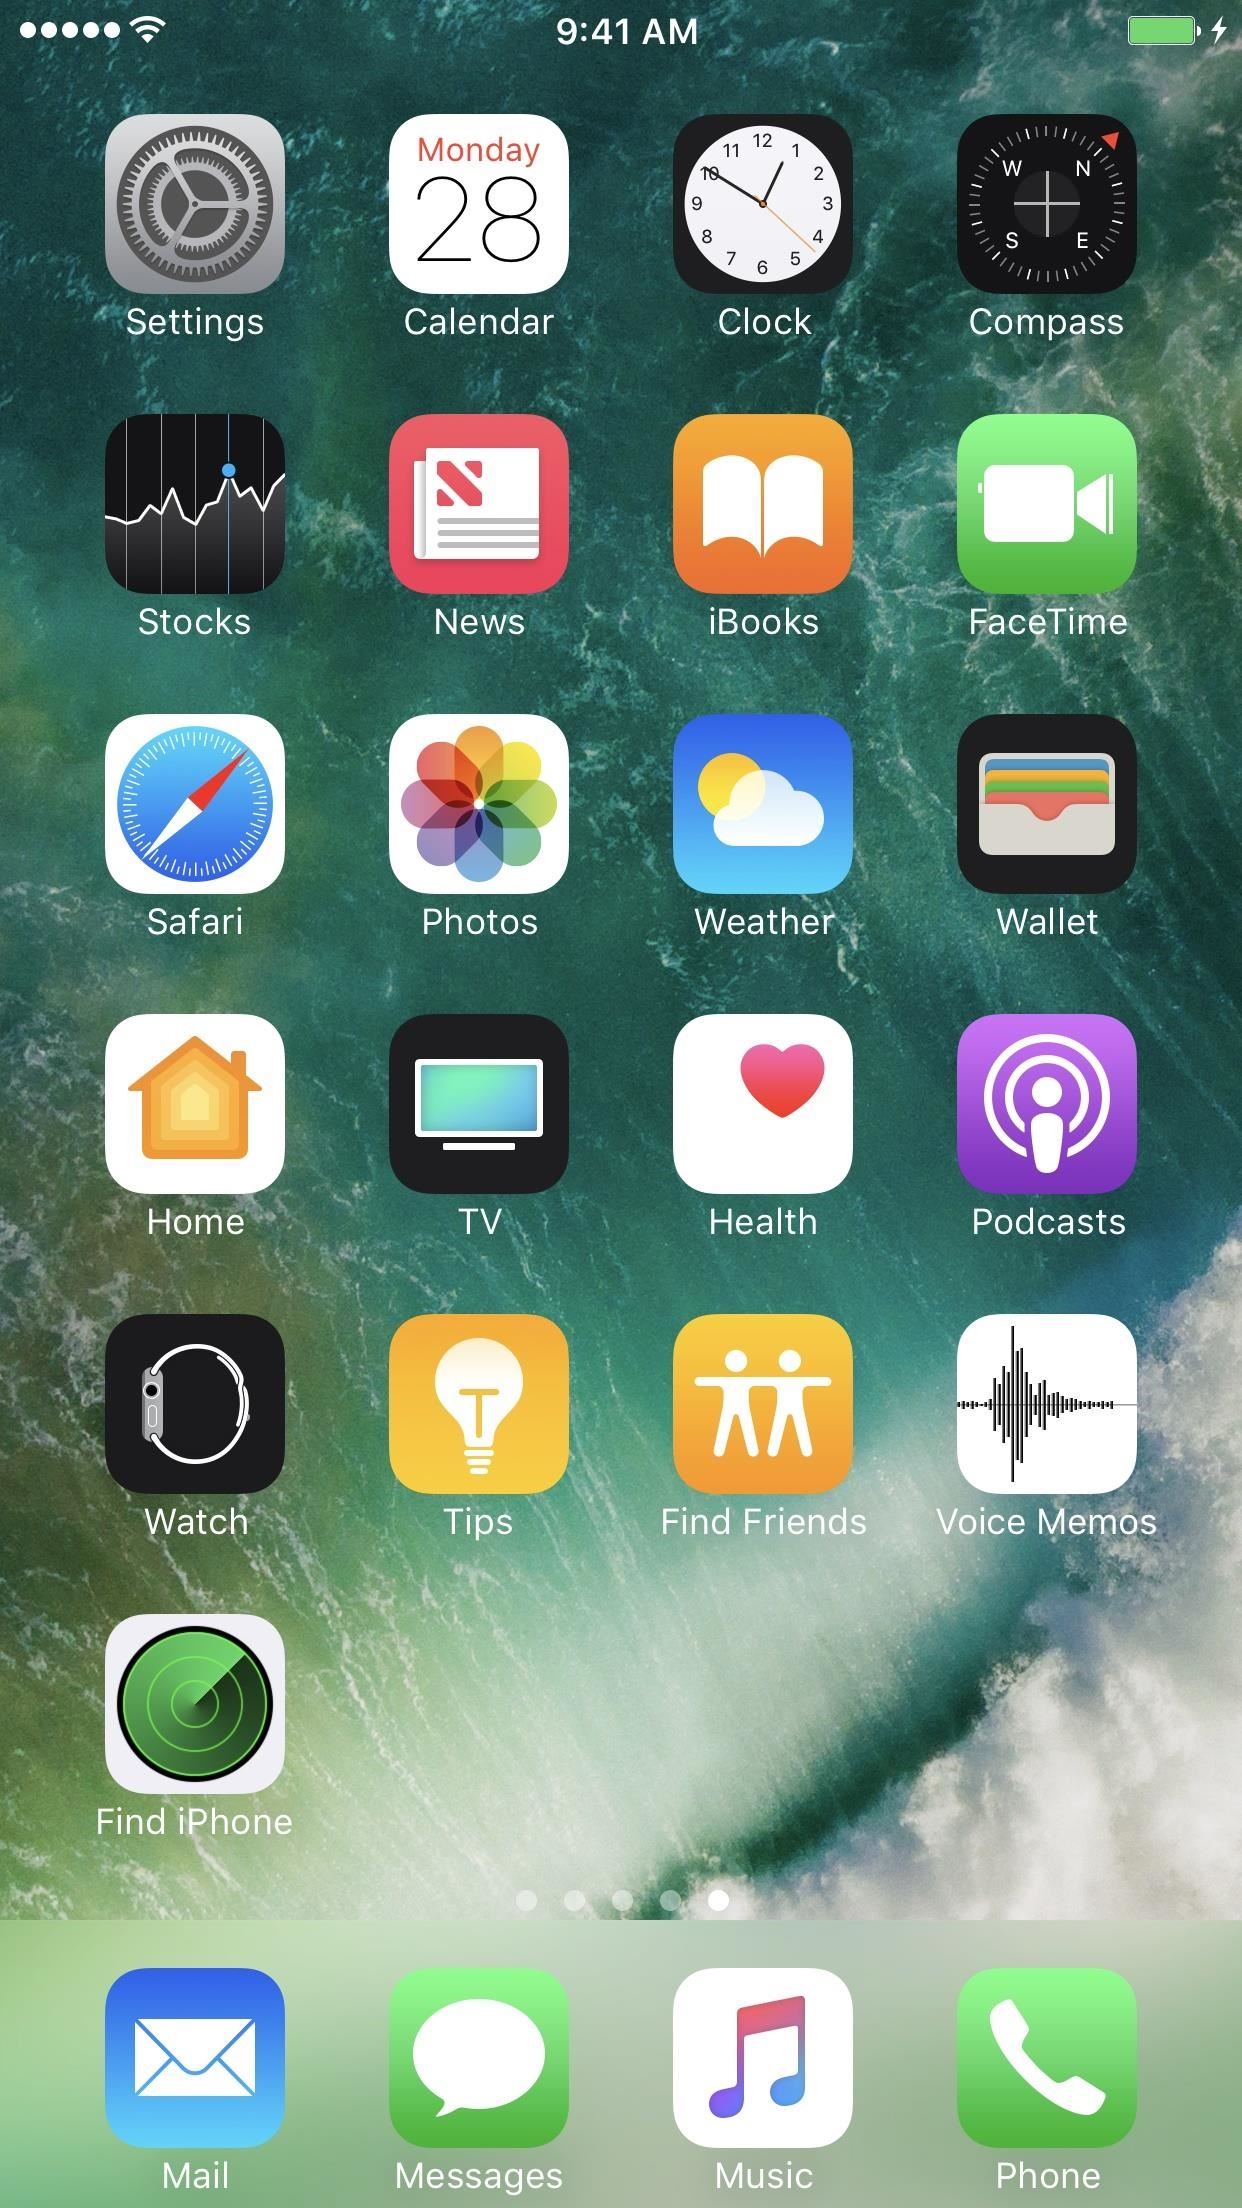 9:41 AM
Monday
28
12
11 1
10 2
9 3
8 4
7 5
6
W N
S E
Settings Calendar Clock Compass
Stocks News iBooks FaceTime
Safari Photos Weather Wallet
Home TV Health Podcasts
Watch Tips Find Friends Voice Memos
Find iPhone
Mail Messages Music Phone